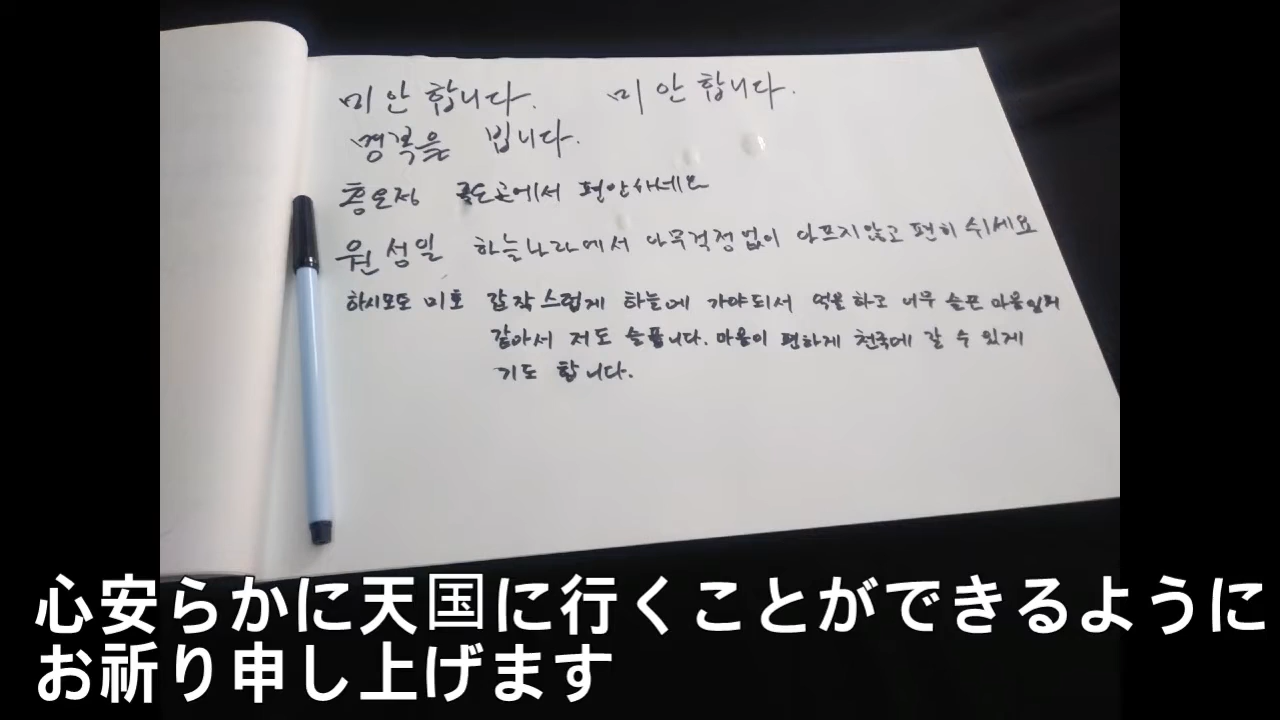 미안합니다. 미안합니다.
명복을 빕니다.
홍은정 곳에서 편안하세요
원성일 하늘나라에서 아무걱정없이 아프지않고 편히 쉬세요
하시모토 미호 갑작스럽게 하늘에 가야되서 억울하고 너무 슬픈 마음일거
같아서 저도 슬픕니다. 마음이 편하게 천국에 갈 수 있게
기도 합니다.
心安らかに天国に行くことができるように
お祈り申し上げます